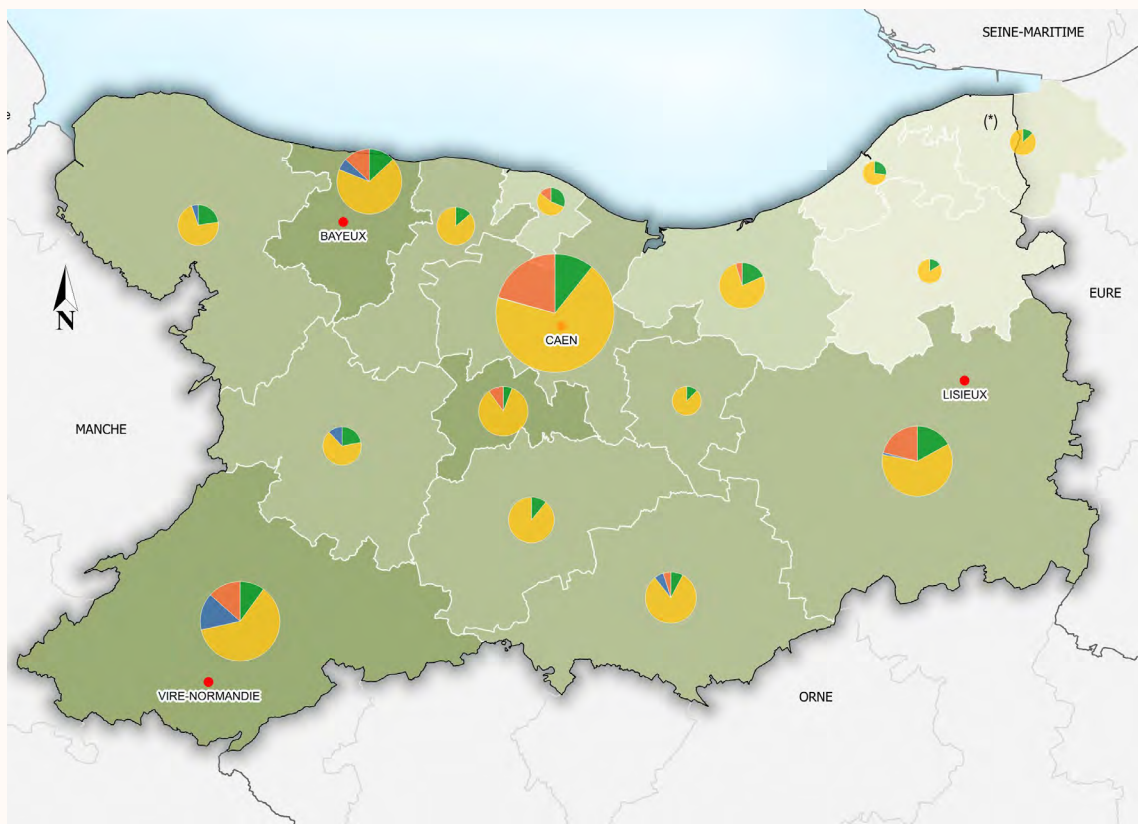 SEINE-MARITIME
(*)
e
BAYEUX
EURE
N
CAEN
LISIEUX
MANCHE
VIRE-NORMANDIE
ORNE